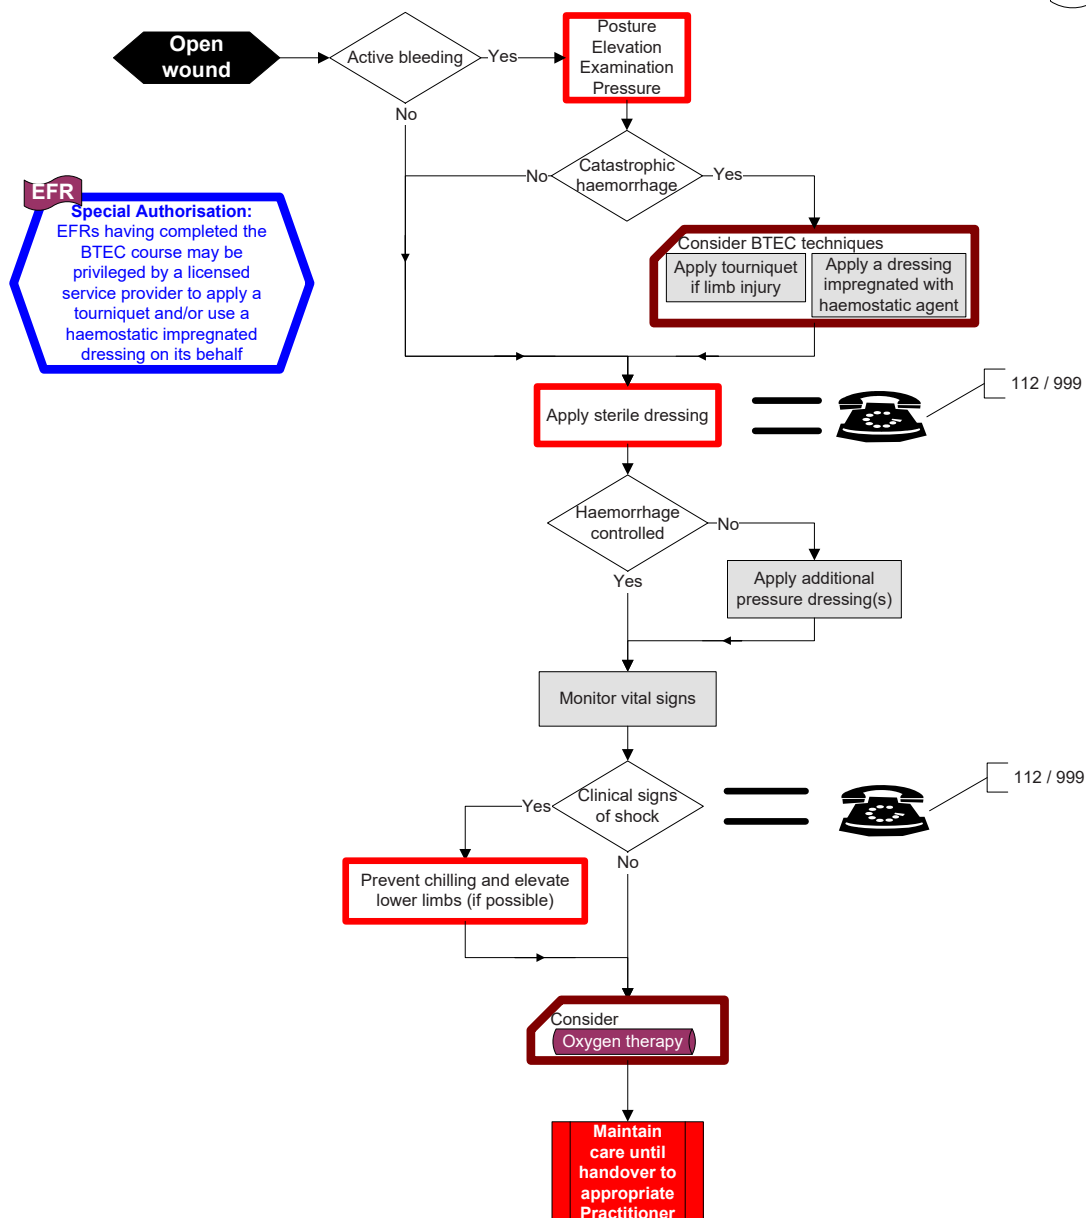 Open
wound
Active bleeding
Yes
Posture
Elevation
Examination
Pressure
No
Catastrophic
haemorrhage
No
Yes
EFR
Special Authorisation:
EFRs having completed the
BTEC course may be
privileged by a licensed
service provider to apply a
tourniquet and/or use a
haemostatic impregnated
dressing on its behalf
Consider BTEC techniques
Apply tourniquet
if limb injury
Apply a dressing
impregnated with
haemostatic agent
Apply sterile dressing
112 / 999
Haemorrhage
controlled
No
Yes
Apply additional
pressure dressing(s)
Monitor vital signs
Clinical signs
of shock
Yes
No
112 / 999
Prevent chilling and elevate
lower limbs (if possible)
Consider
Oxygen therapy
Maintain
care until
handover to
appropriate
Practitioner